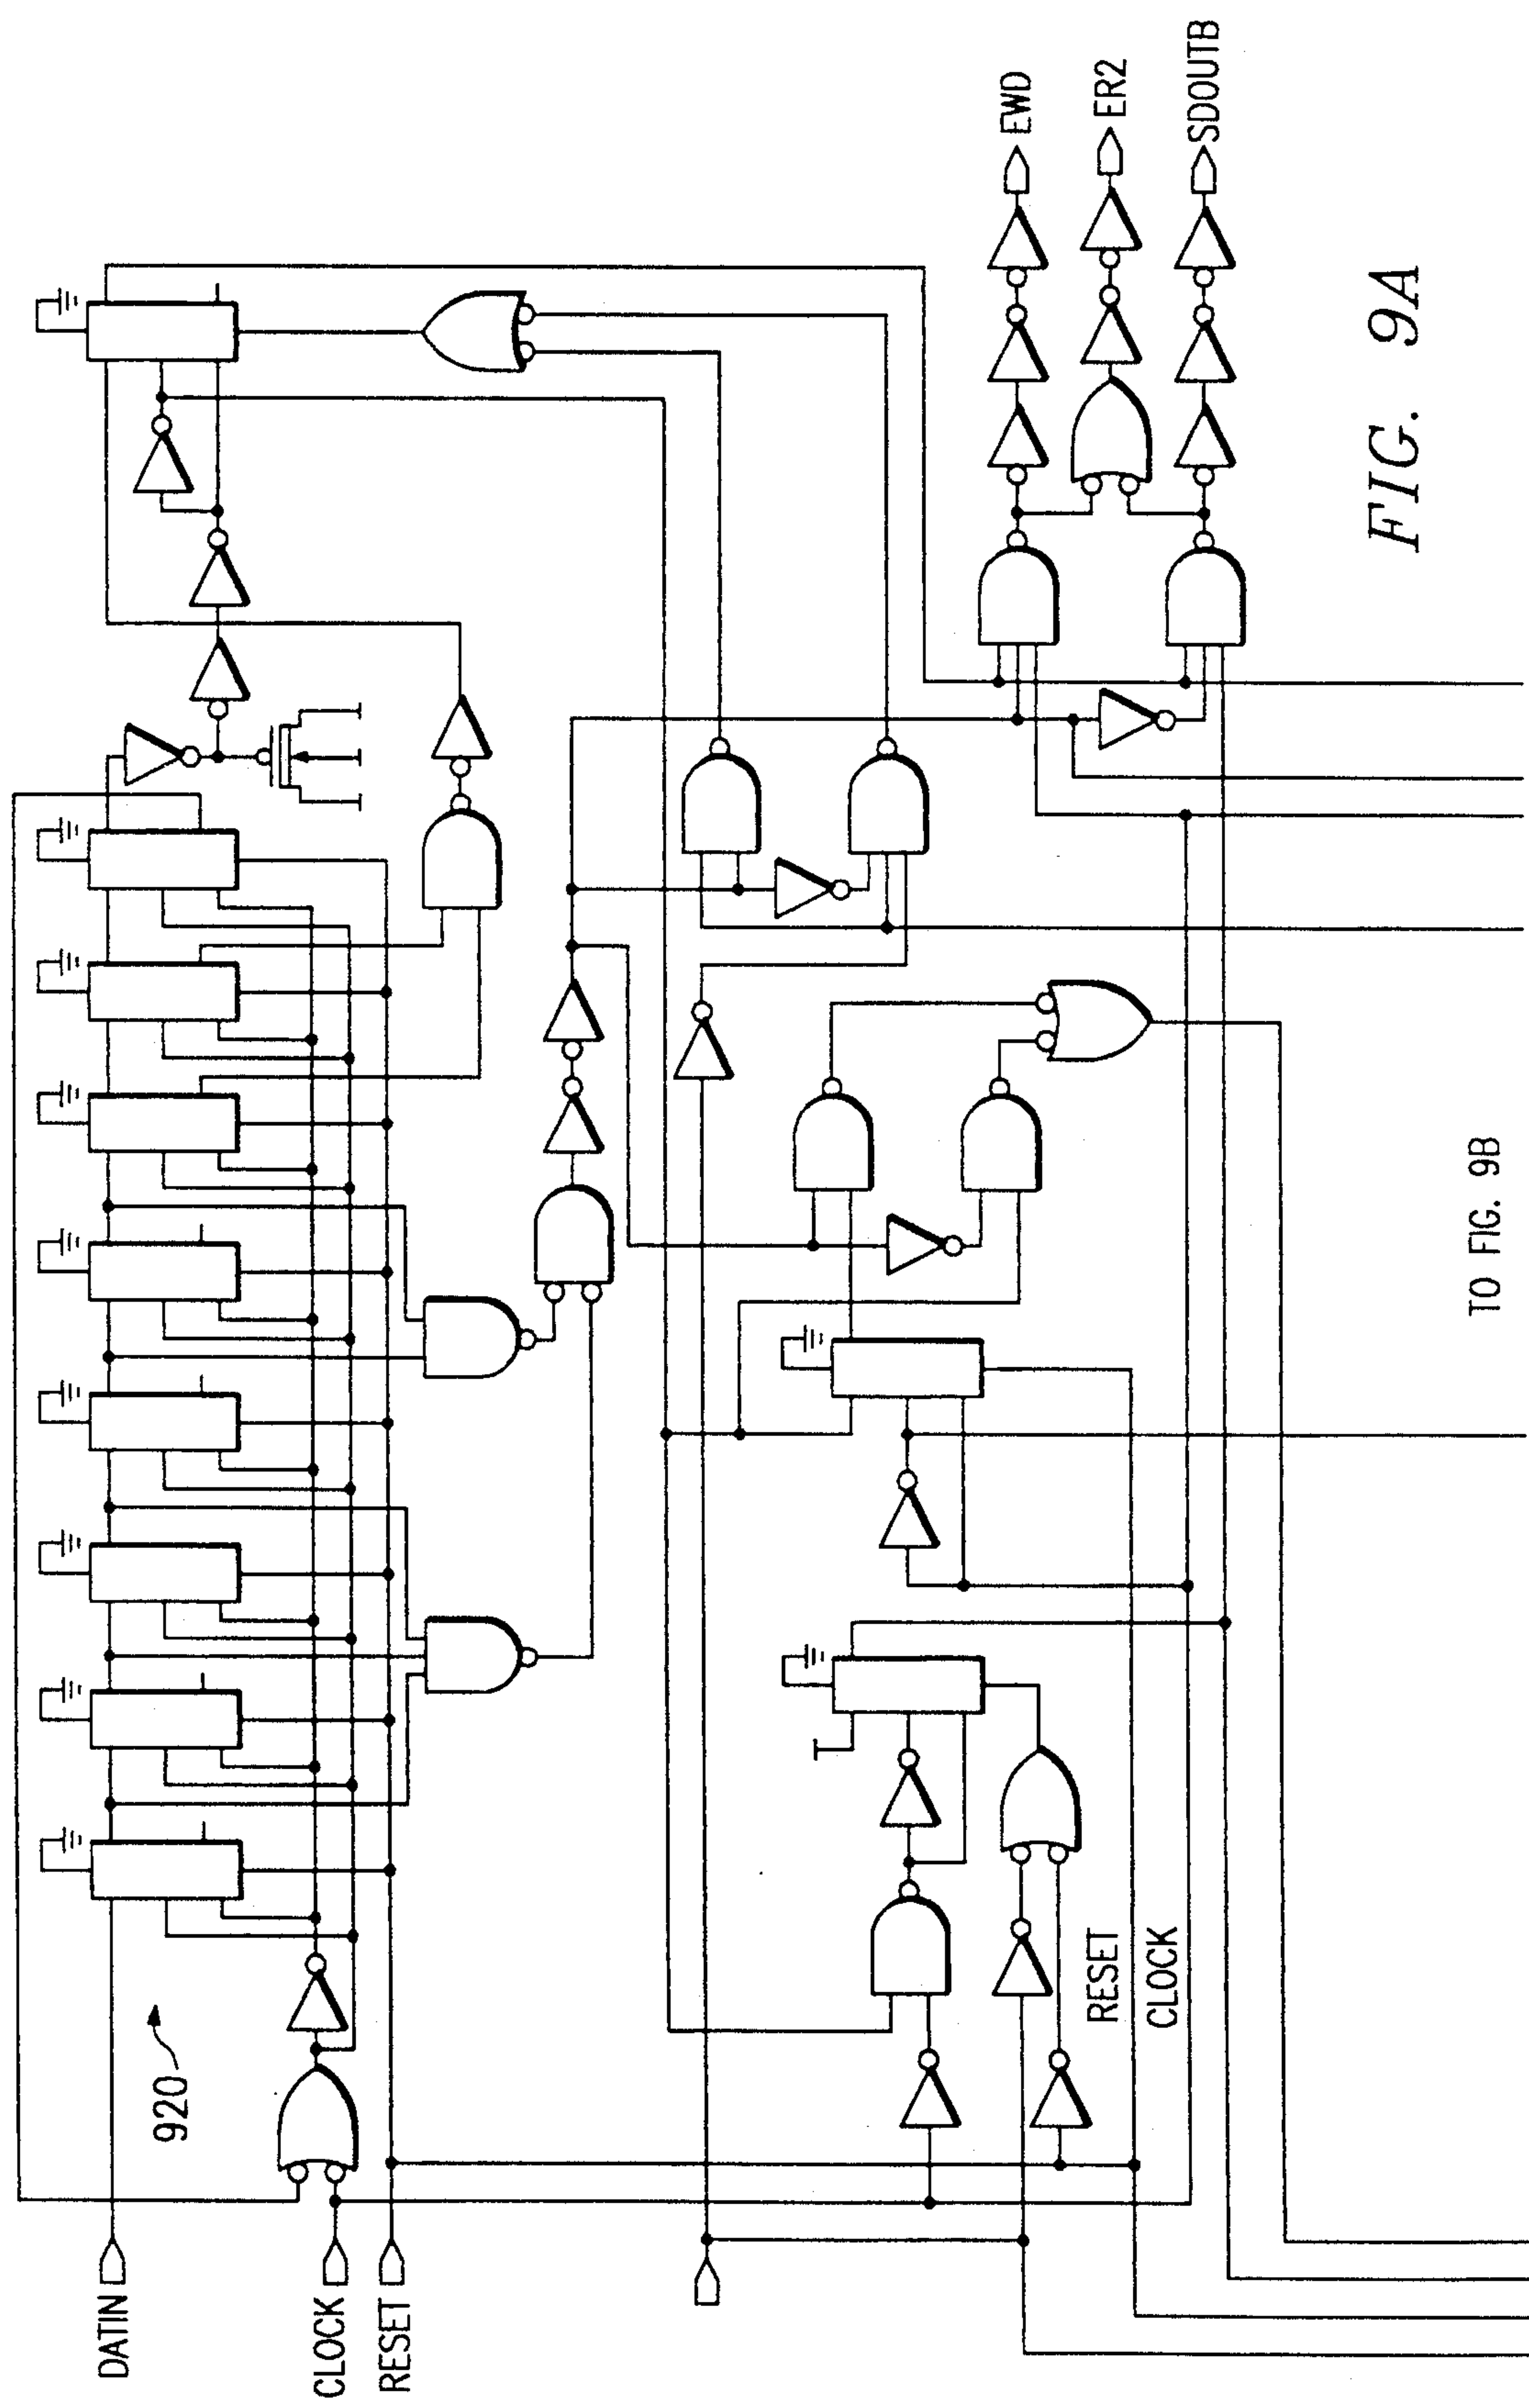 DATIN
CLOCK
RESET
920
RESET
CLOCK
EWD
ER2
SDOUTB
TO FIG. 9B
FIG. 9A